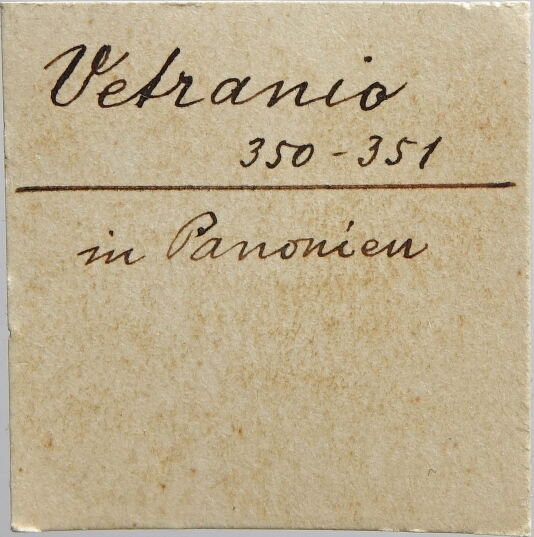 Vetranio
350-351
in Panonien